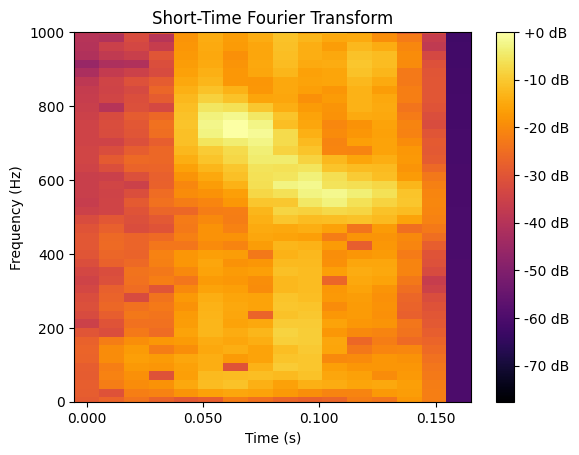 Short-Time Fourier Transform
1000
800
600
400
200
0
Frequency (Hz)
0.000
0.050
0.100
0.150
Time (s)
+0 dB
-10 dB
-20 dB
-30 dB
-40 dB
-50 dB
-60 dB
-70 dB